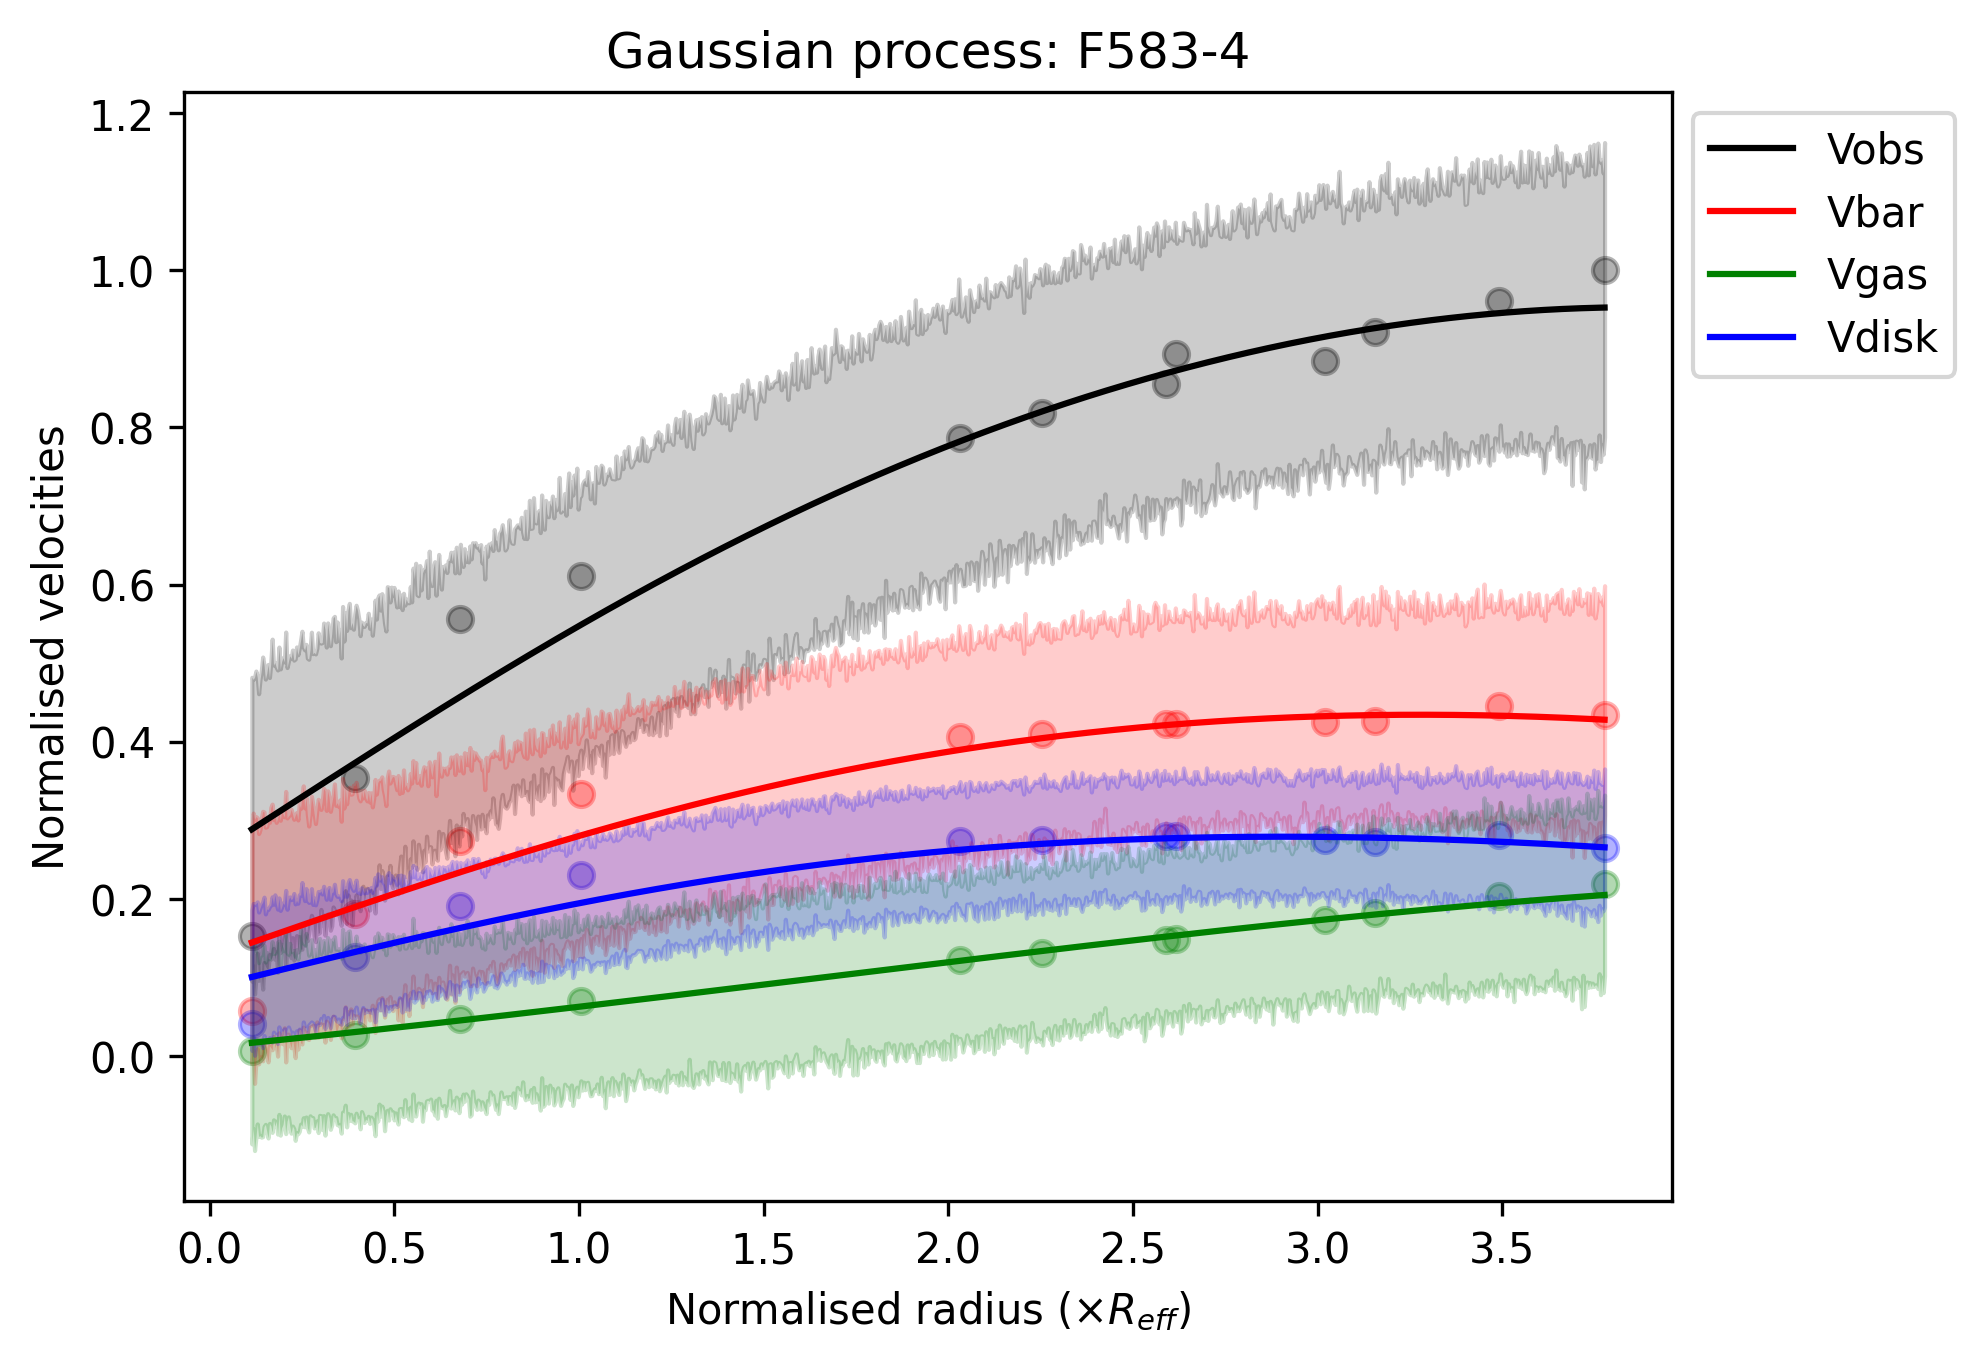 Gaussian process: F583-4
1.2
1.0
0.8
0.6
0.4
0.2
0.0
Normalised velocities
0.0 0.5 1.0 1.5 2.0 2.5 3.0 3.5
Normalised radius (×R_eff)
Vobs
Vbar
Vgas
Vdisk